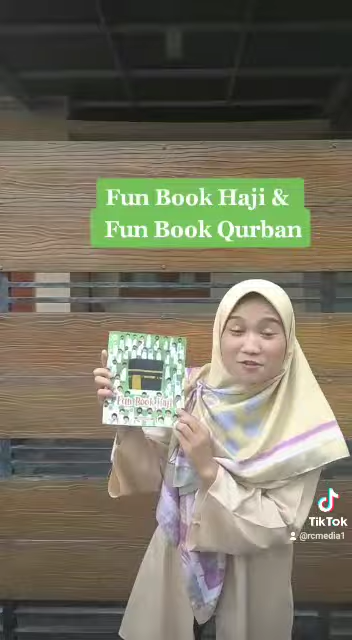 Fun Book Haji &
Fun Book Qurban
Fun Book Haji
TikTok
@rcmedia1